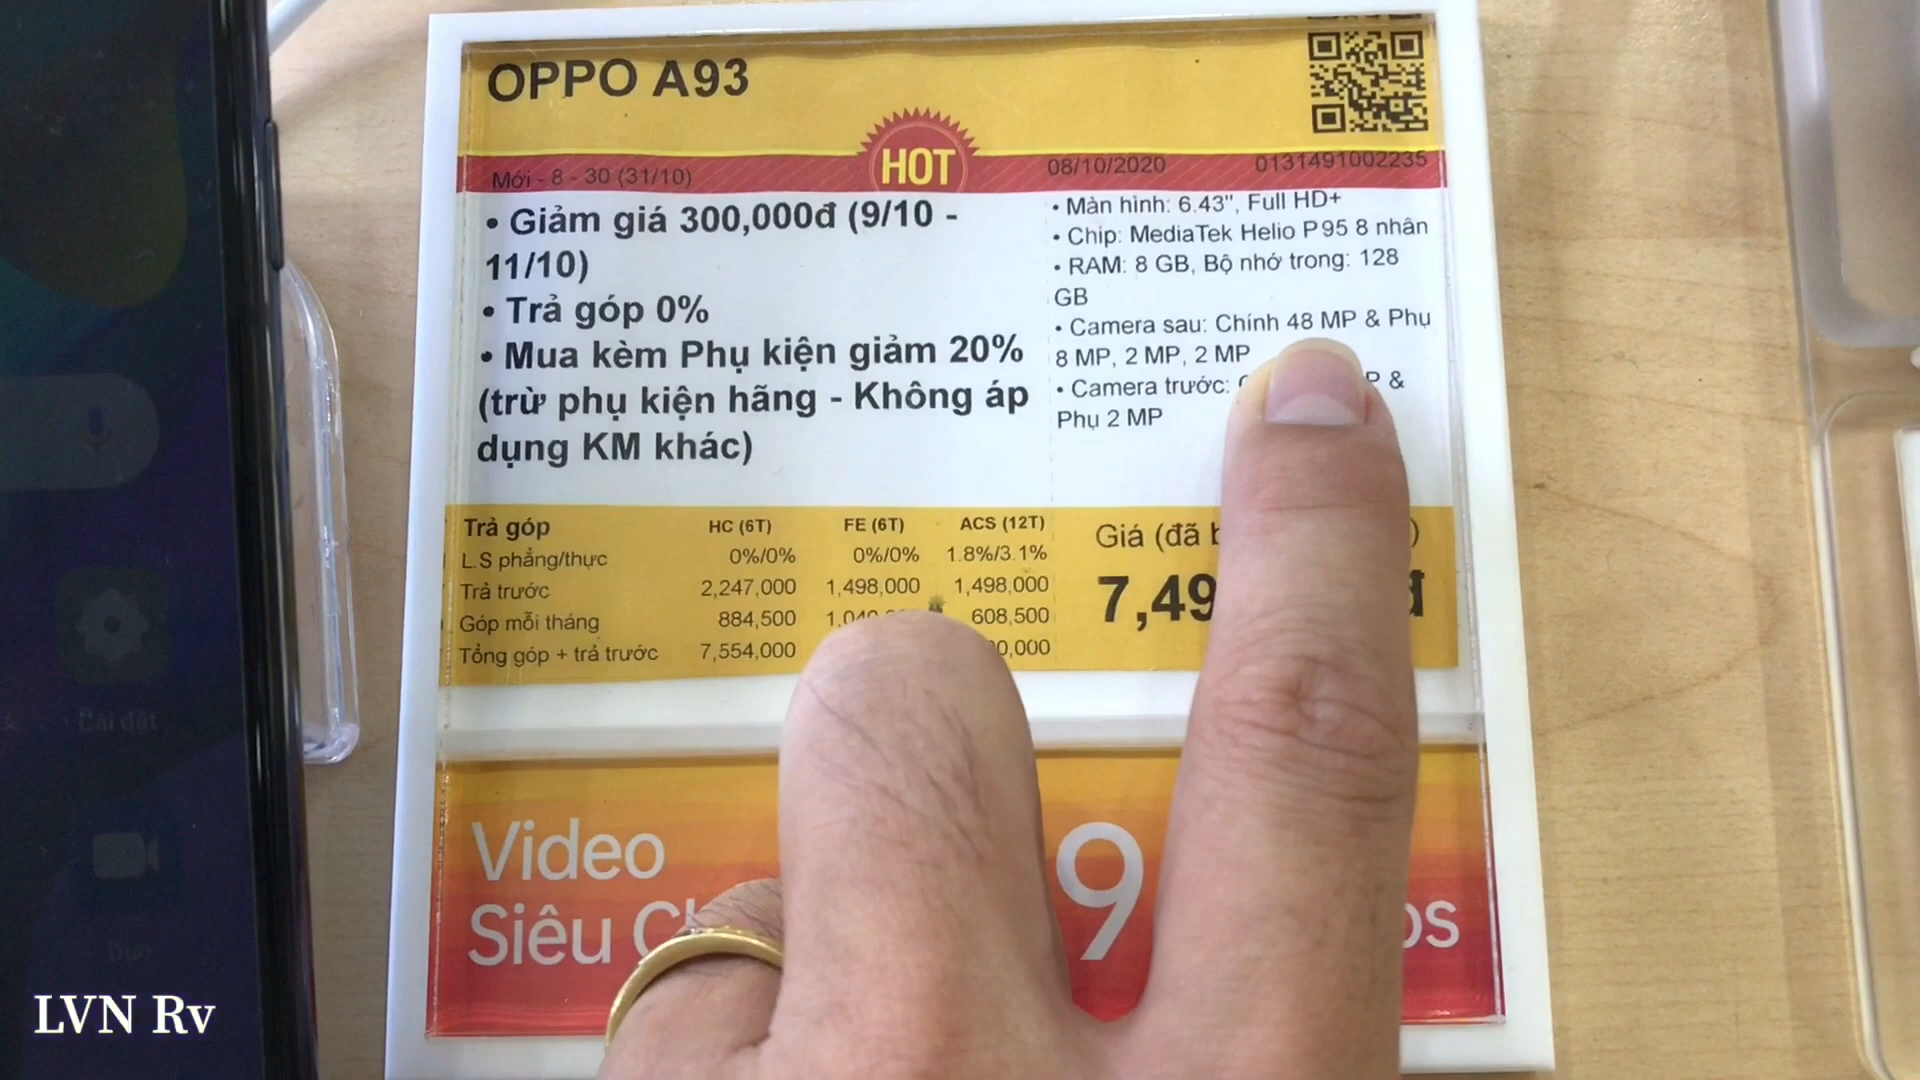 OPPO A93
HOT
Mới - 8 - 30 (31/10)
08/10/2020
0131491002235
• Giảm giá 300,000đ (9/10 -
11/10)
• Trả góp 0%
• Mua kèm Phụ kiện giảm 20%
(trừ phụ kiện hãng - Không áp
dụng KM khác)
• Màn hình: 6.43", Full HD+
• Chip: MediaTek Helio P95 8 nhân
• RAM: 8 GB, Bộ nhớ trong: 128
GB
• Camera sau: Chính 48 MP & Phụ
8 MP, 2 MP, 2 MP
• Camera trước: &
Phụ 2 MP
Trả góp HC (6T) FE (6T) ACS (12T)
L.S phẳng/thực 0%/0% 0%/0% 1.8%/3.1%
Trả trước 2,247,000 1,498,000 1,498,000
Góp mỗi tháng 884,500 608,500
Tổng góp + trả trước 7,554,000
Giá (đã
đ
Video
Siêu
9
Cài đặt
Duo
LVN Rv